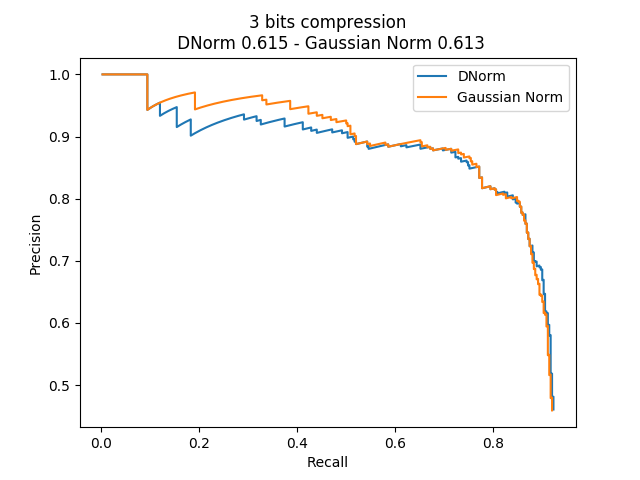 3 bits compression
DNorm 0.615 - Gaussian Norm 0.613
DNorm
Gaussian Norm
1.0
0.9
0.8
0.7
0.6
0.5
Precision
0.0 0.2 0.4 0.6 0.8
Recall